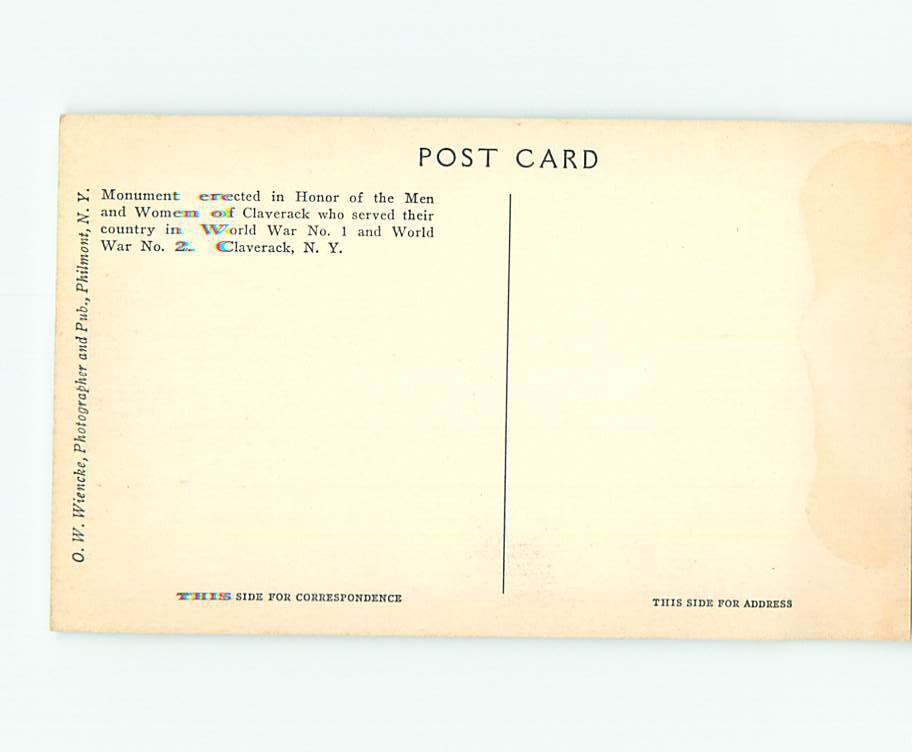 POST CARD
Monument erected in Honor of the Men
and Women of Claverack who served their
country in World War No. 1 and World
War No. 2. Claverack, N. Y.
O. W. Wiencke, Photographer and Pub., Philmont, N. Y.
THIS SIDE FOR CORRESPONDENCE
THIS SIDE FOR ADDRESS